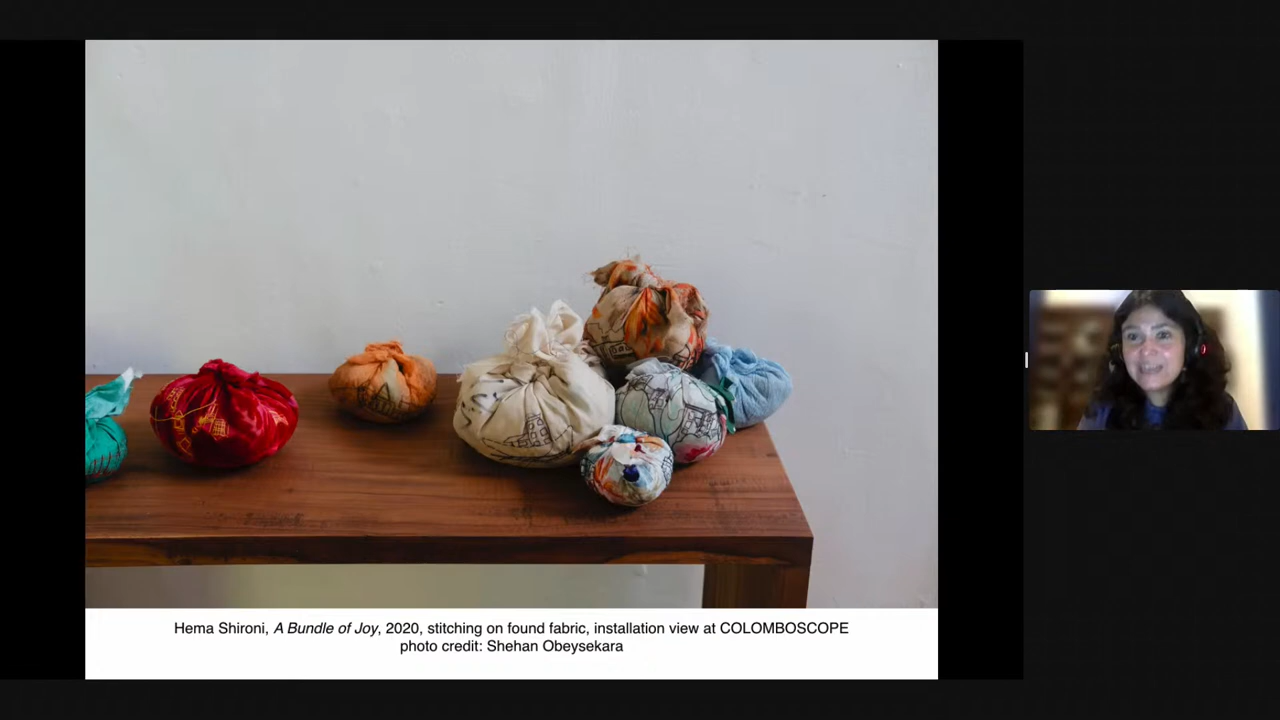 Hema Shironi, A Bundle of Joy, 2020, stitching on found fabric, installation view at COLOMBOSCOPE
photo credit: Shehan Obeysekara